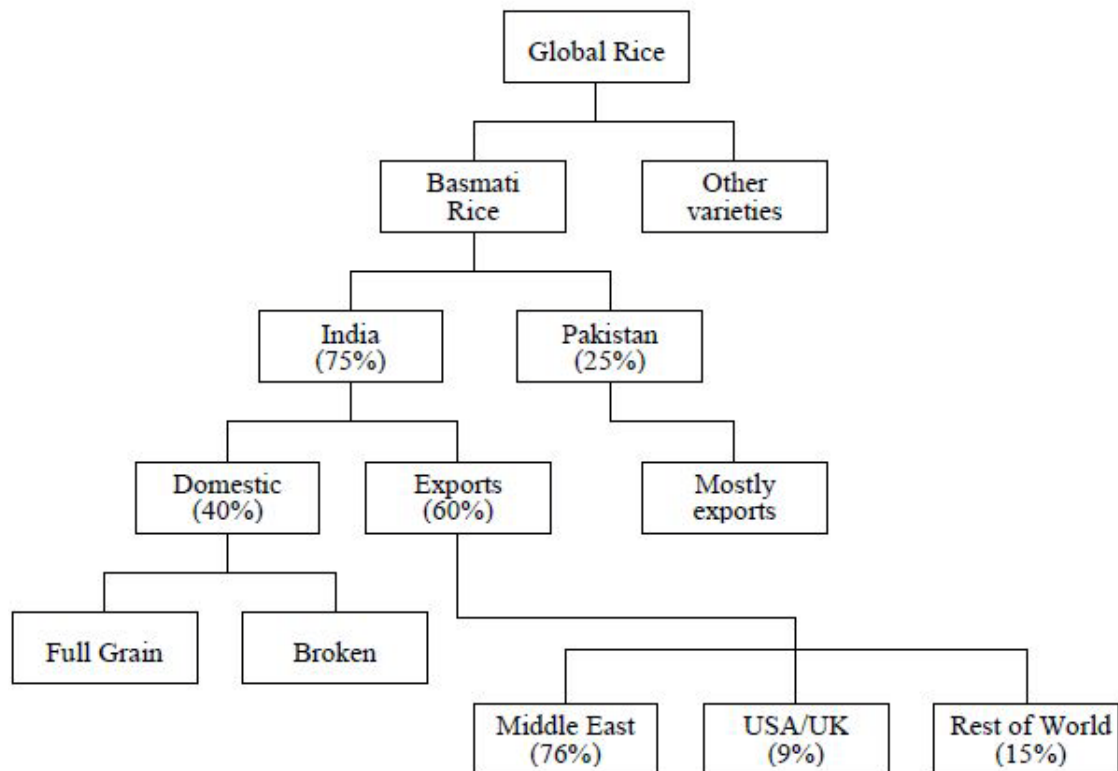 Global Rice
Basmati
Rice
Other
varieties
India
(75%)
Pakistan
(25%)
Domestic
(40%)
Exports
(60%)
Mostly
exports
Full Grain
Broken
Middle East
(76%)
USA/UK
(9%)
Rest of World
(15%)